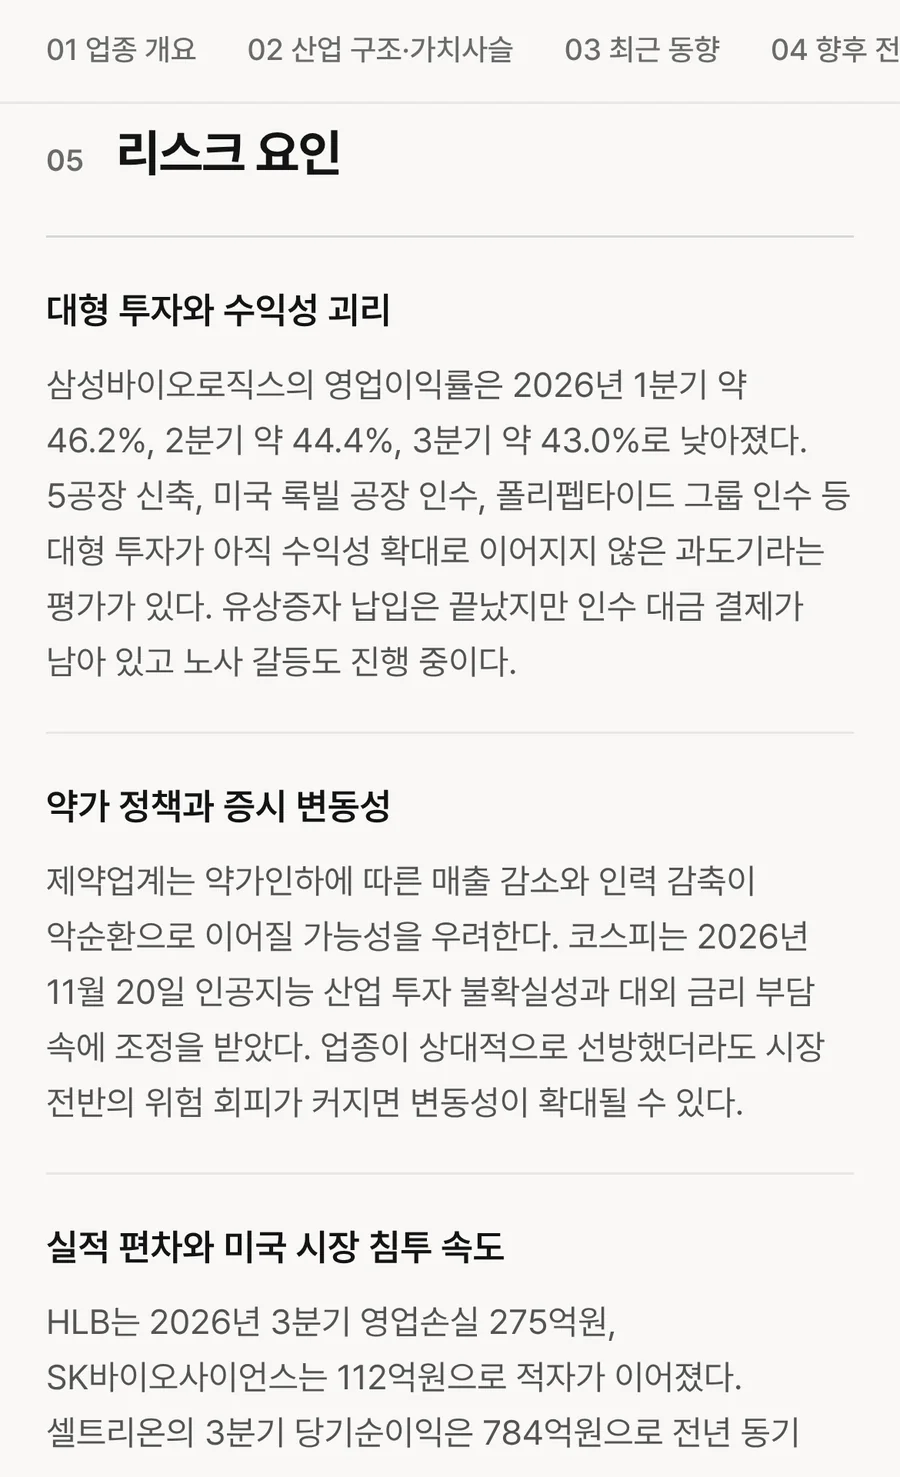 01 업종 개요 02 산업 구조·가치사슬 03 최근 동향 04 향후 전
05 리스크 요인
대형 투자와 수익성 괴리
삼성바이오로직스의 영업이익률은 2026년 1분기 약
46.2%, 2분기 약 44.4%, 3분기 약 43.0%로 낮아졌다.
5공장 신축, 미국 록빌 공장 인수, 폴리펩타이드 그룹 인수 등
대형 투자가 아직 수익성 확대로 이어지지 않은 과도기라는
평가가 있다. 유상증자 납입은 끝났지만 인수 대금 결제가
남아 있고 노사 갈등도 진행 중이다.
약가 정책과 증시 변동성
제약업계는 약가인하에 따른 매출 감소와 인력 감축이
악순환으로 이어질 가능성을 우려한다. 코스피는 2026년
11월 20일 인공지능 산업 투자 불확실성과 대외 금리 부담
속에 조정을 받았다. 업종이 상대적으로 선방했더라도 시장
전반의 위험 회피가 커지면 변동성이 확대될 수 있다.
실적 편차와 미국 시장 침투 속도
HLB는 2026년 3분기 영업손실 275억원,
SK바이오사이언스는 112억원으로 적자가 이어졌다.
셀트리온의 3분기 당기순이익은 784억원으로 전년 동기